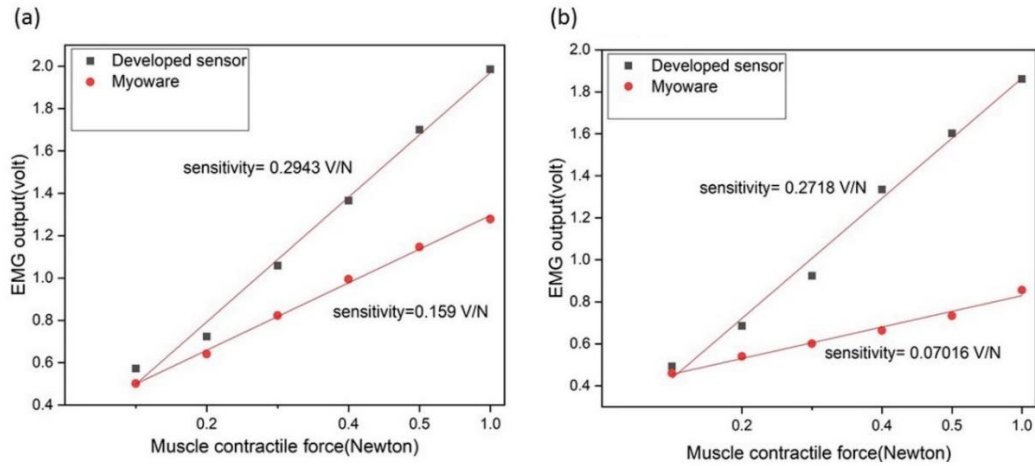 (a)
Developed sensor
Myoware
sensitivity= 0.2943 V/N
sensitivity=0.159 V/N
EMG output(volt)
2.0
1.8
1.6
1.4
1.2
1.0
0.8
0.6
0.4
0.2
0.4
0.5
1.0
Muscle contractile force(Newton)
(b)
Developed sensor
Myoware
sensitivity= 0.2718 V/N
sensitivity= 0.07016 V/N
EMG output(volt)
2.0
1.8
1.6
1.4
1.2
1.0
0.8
0.6
0.4
0.2
0.4
0.5
1.0
Muscle contractile force(Newton)